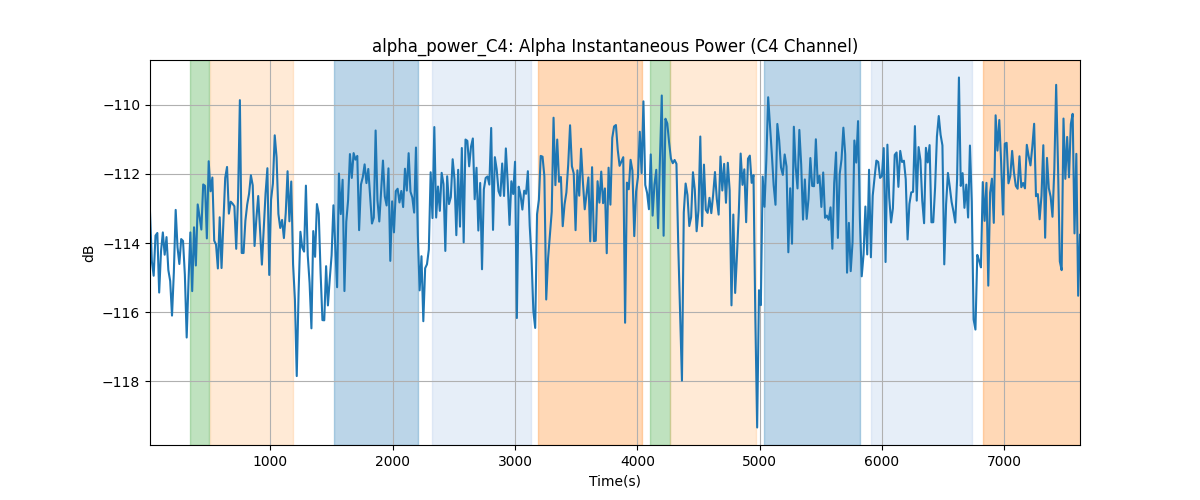 alpha_power_C4: Alpha Instantaneous Power (C4 Channel)
−110
−112
−114
−116
−118
dB
1000 2000 3000 4000 5000 6000 7000
Time(s)